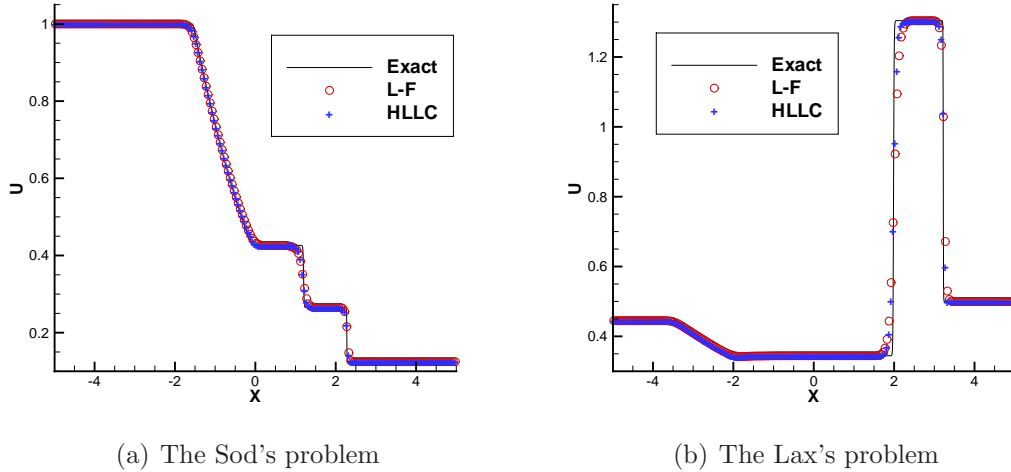 U
1
0.8
0.6
0.4
0.2
-4
-2
0
2
4
X
Exact
L-F
HLLC
(a) The Sod's problem
U
1.2
1
0.8
0.6
0.4
-4
-2
0
2
4
X
Exact
L-F
HLLC
(b) The Lax's problem